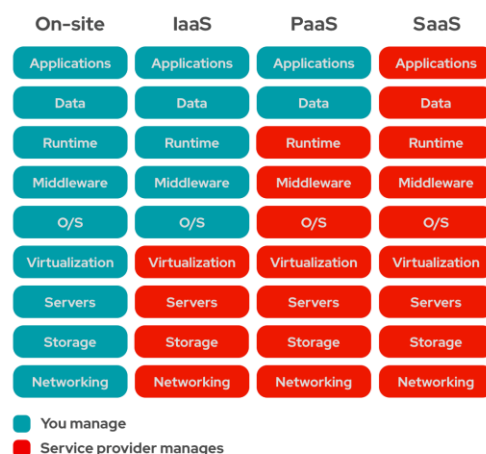 On-site IaaS PaaS SaaS
Applications Applications Applications Applications
Data Data Data Data
Runtime Runtime Runtime Runtime
Middleware Middleware Middleware Middleware
O/S O/S O/S O/S
Virtualization Virtualization Virtualization Virtualization
Servers Servers Servers Servers
Storage Storage Storage Storage
Networking Networking Networking Networking
You manage
Service provider manages